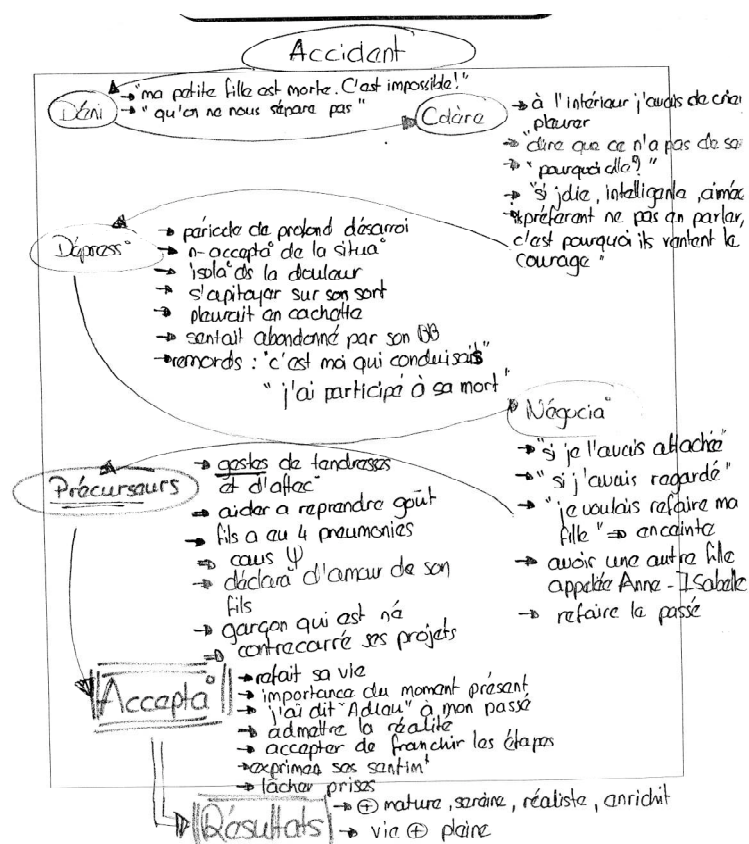 Accidant
Déni
→ "ma petite fille est morte. C'est impossible!"
→ "qu'on ne nous sépare pas"
Colère
→ à l'intérieur j'avais de crier
pleurer
→ dire que ce n'a pas de se
→ "pourquoi elle?"
→ "si jolie, intelligente, aimée
préférant ne pas en parler,
c'est pourquoi ils vantent le
courage"
Dépress°
→ période de profond désarroi
→ n-accepta° de la situa°
→ isola° ds la douleur
→ s'apitoyer sur son sort
→ pleurait en cachette
→ sentait abandonné par son BB
→ remords : "c'est moi qui conduisais"
"j'ai participé à sa mort"
Négocia°
→ "si je l'avais attachée"
→ "si j'avais regardé"
→ "je voulais refaire ma
fille" ⇒ enceinte
→ avoir une autre fille
appelée Anne-Isabelle
→ refaire le passé
Précurseurs
→ gestes de tendresses
et d'affec°
→ aider a reprendre goût
→ fils a eu 4 pneumonies
⇒ caus Ψ
→ déclara° d'amour de son
fils
→ garçon qui est né
⇒ contrecarré ses projets
Accepta°
→ refait sa vie
→ importance du moment présent
→ j'ai dit "Adieu" à mon passé
→ admettre la réalité
→ accepter de franchir les étapes
→ exprimer ses sentim^t
→ lâcher prises
Résultats
→ ⊕ mature, sereine, réaliste, enrichit
→ vie ⊕ pleine